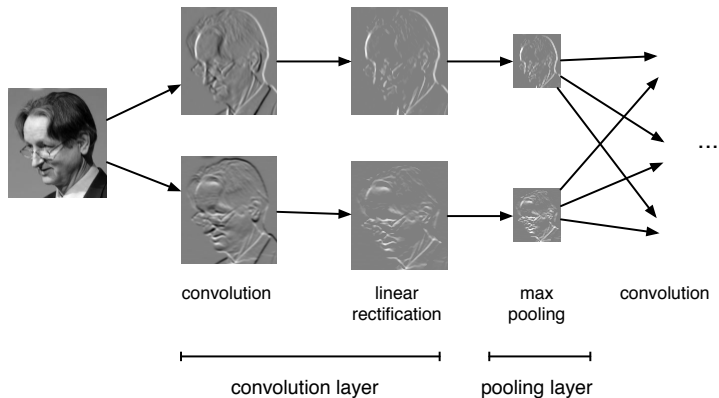 ...
convolution
linear
rectification
max
pooling
convolution
convolution layer
pooling layer